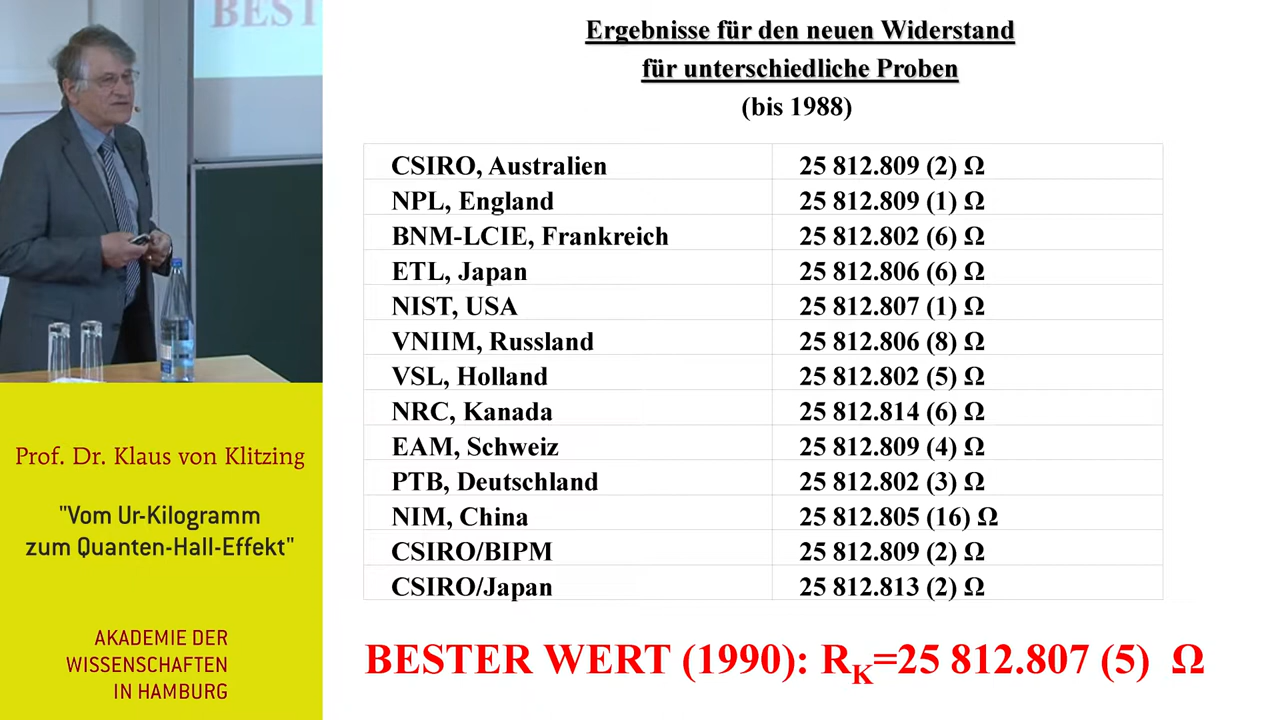 BEST
Ergebnisse für den neuen Widerstand
für unterschiedliche Proben
(bis 1988)
CSIRO, Australien 25 812.809 (2) Ω
NPL, England 25 812.809 (1) Ω
BNM-LCIE, Frankreich 25 812.802 (6) Ω
ETL, Japan 25 812.806 (6) Ω
NIST, USA 25 812.807 (1) Ω
VNIIM, Russland 25 812.806 (8) Ω
VSL, Holland 25 812.802 (5) Ω
NRC, Kanada 25 812.814 (6) Ω
EAM, Schweiz 25 812.809 (4) Ω
PTB, Deutschland 25 812.802 (3) Ω
NIM, China 25 812.805 (16) Ω
CSIRO/BIPM 25 812.809 (2) Ω
CSIRO/Japan 25 812.813 (2) Ω
BESTER WERT (1990): RK=25 812.807 (5) Ω
Prof. Dr. Klaus von Klitzing
"Vom Ur-Kilogramm
zum Quanten-Hall-Effekt"
AKADEMIE DER
WISSENSCHAFTEN
IN HAMBURG